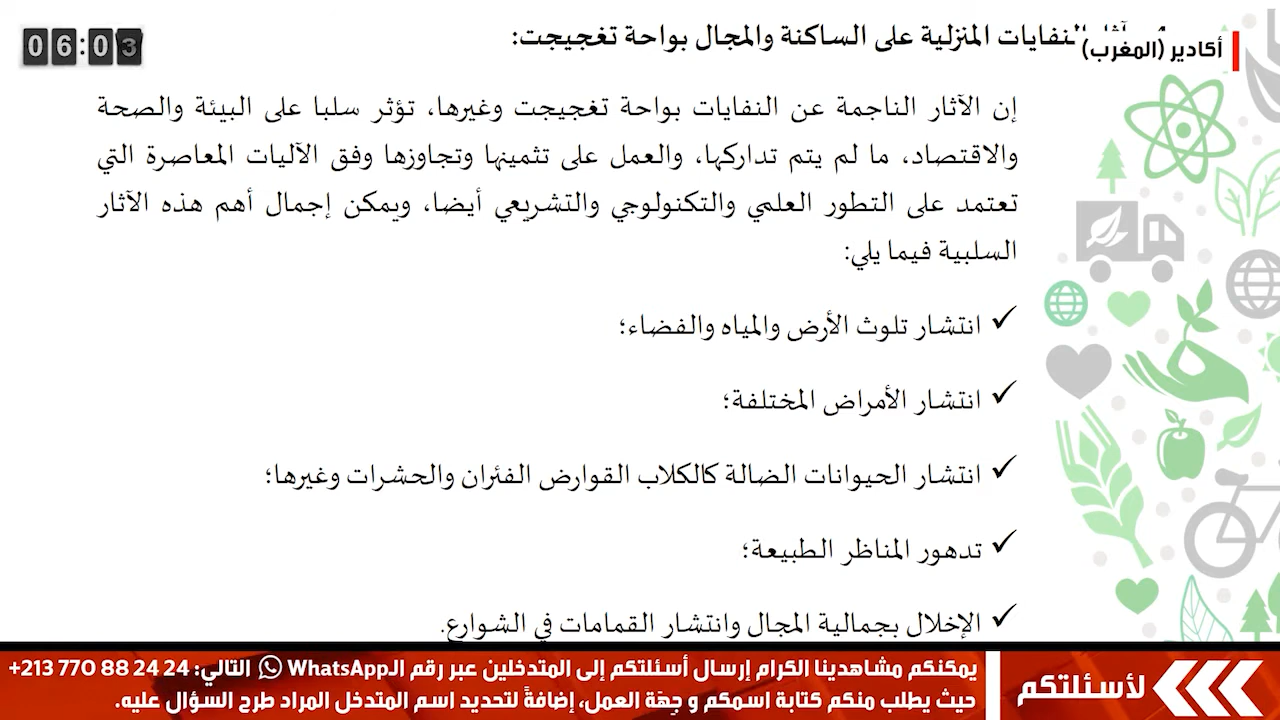 06:03
النفايات المنزلية على الساكنة والمجال بواحة تغجيجت:
أكادير (المغرب)
إن الآثار الناجمة عن النفايات بواحة تغجيجت وغيرها، تؤثر سلبا على البيئة والصحة
والاقتصاد، ما لم يتم تداركها، والعمل على تثمينها وتجاوزها وفق الآليات المعاصرة التي
تعتمد على التطور العلمي والتكنولوجي والتشريعي أيضا، ويمكن إجمال أهم هذه الآثار
السلبية فيما يلي:
✓ انتشار تلوث الأرض والمياه والفضاء؛
✓ انتشار الأمراض المختلفة؛
✓ انتشار الحيوانات الضالة كالكلاب القوارض الفئران والحشرات وغيرها؛
✓ تدهور المناظر الطبيعة؛
✓ الإخلال بجمالية المجال وانتشار القمامات في الشوارع.
لأسئلتكم
يمكنكم مشاهدينا الكرام إرسال أسئلتكم إلى المتدخلين عبر رقم الـWhatsApp التالي: +213 770 88 24 24
حيث يطلب منكم كتابة اسمكم و جِهَة العمل، إضافةً لتحديد اسم المتدخل المراد طرح السؤال عليه.